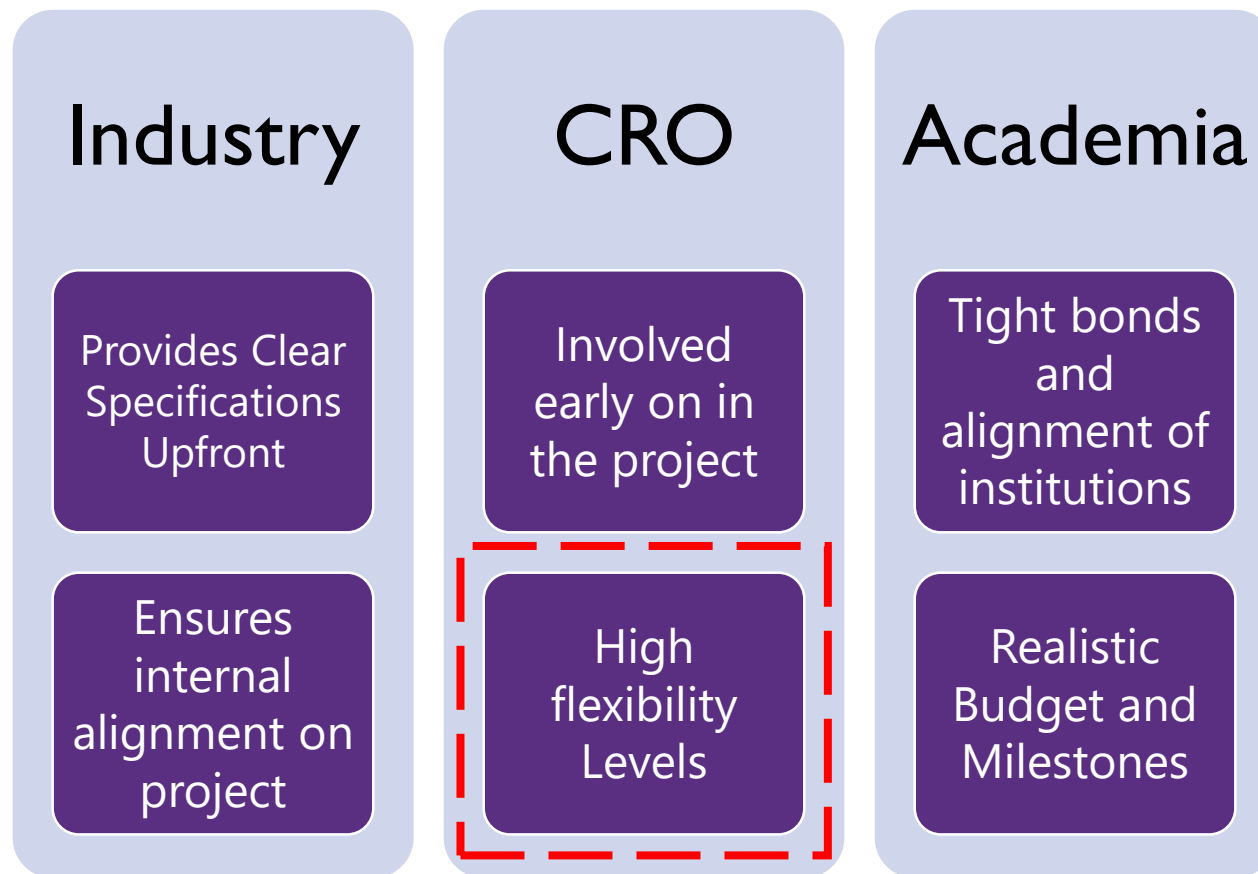 Industry
Provides Clear
Specifications
Upfront
Ensures
internal
alignment on
project
CRO
Involved
early on in
the project
High
flexibility
Levels
Academia
Tight bonds
and
alignment of
institutions
Realistic
Budget and
Milestones